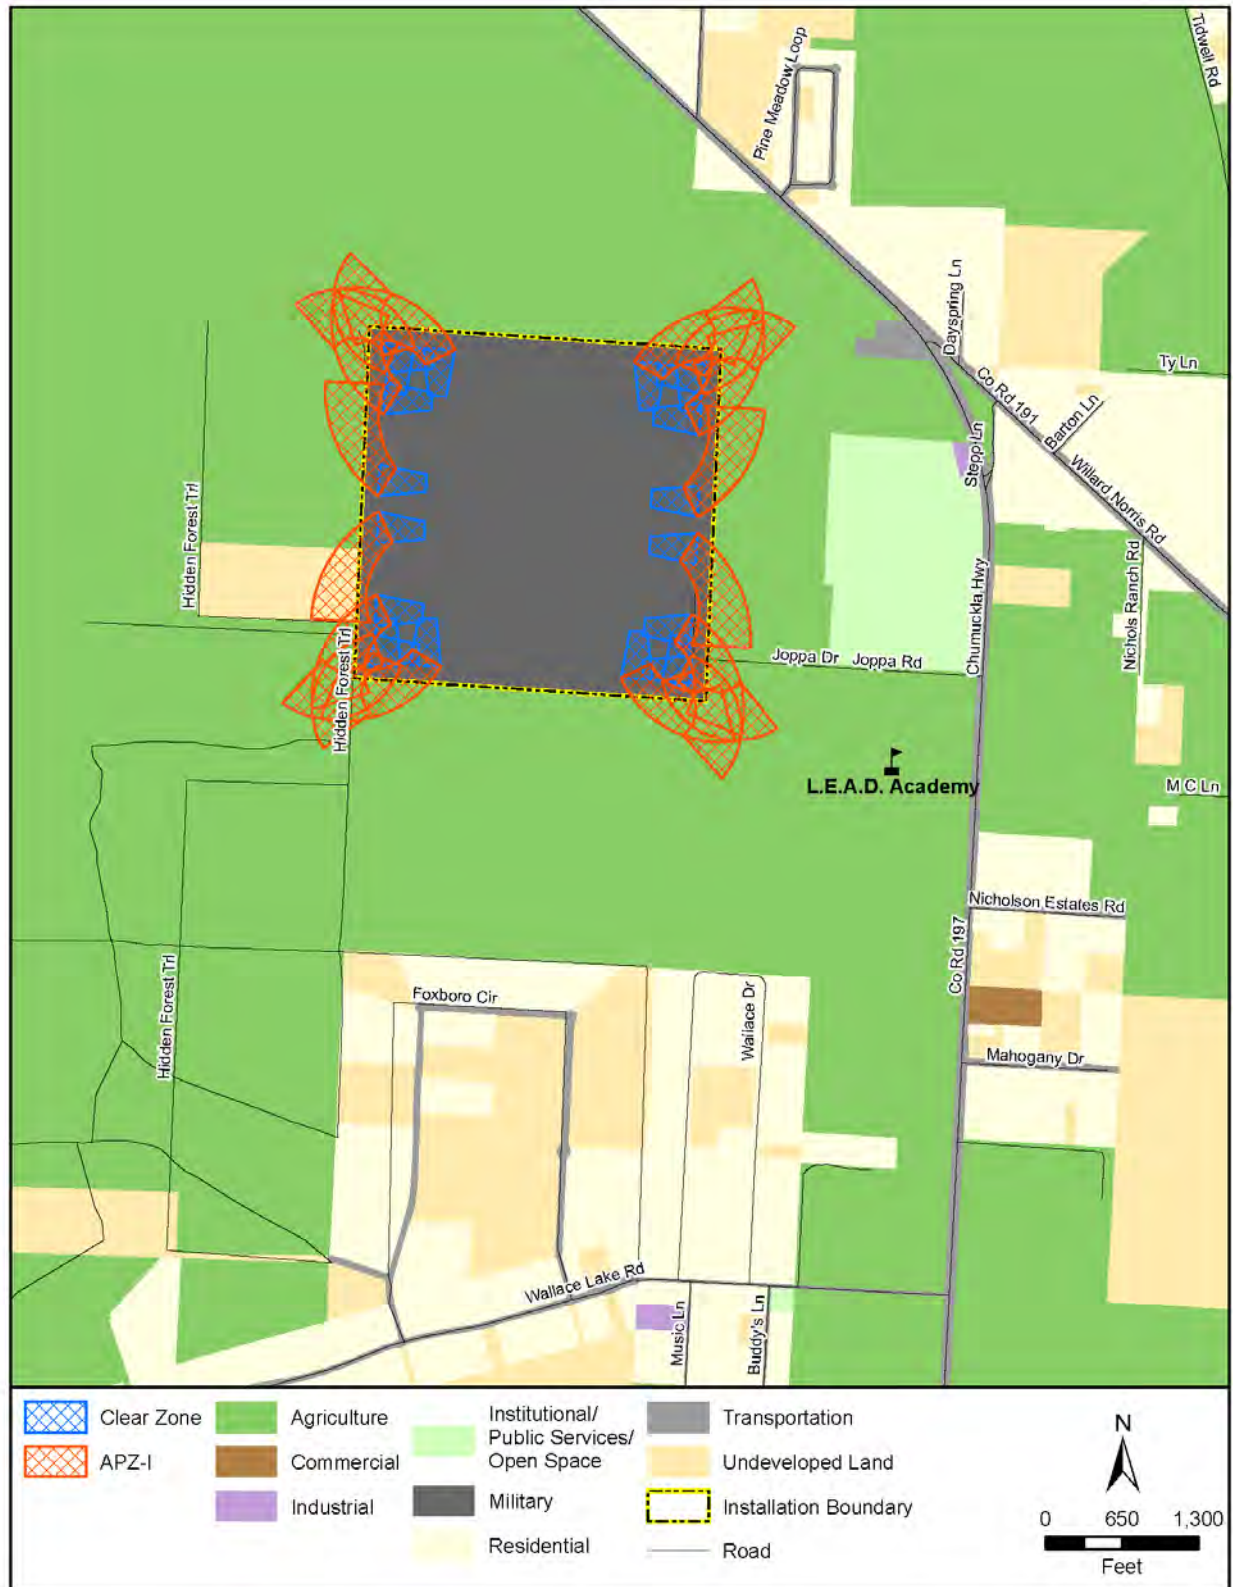 Tidwell Rd
Pine Meadow Loop
Dayspring Ln
Ty Ln
Co Rd 191
Barton Ln
Stepp Ln
Willard Norris Rd
Hidden Forest Trl
Nichols Ranch Rd
Chumuckla Hwy
Hidden Forest Trl
Joppa Dr
Joppa Rd
L.E.A.D. Academy
M C Ln
Nicholson Estates Rd
Co Rd 197
Hidden Forest Trl
Foxboro Cir
Wallace Dr
Mahogany Dr
Wallace Lake Rd
Music Ln
Buddy's Ln
Clear Zone
APZ-I
Agriculture
Commercial
Industrial
Institutional/
Public Services/
Open Space
Military
Residential
Transportation
Undeveloped Land
Installation Boundary
Road
N
0 650 1,300
Feet